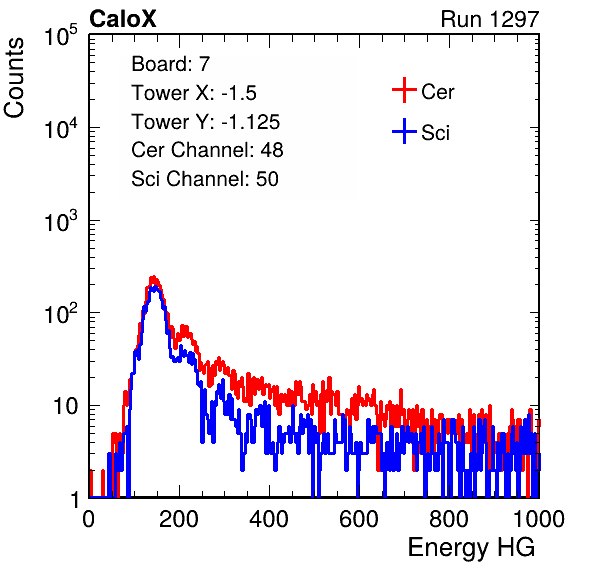 CaloX Run 1297
Counts
10^5
10^4
10^3
10^2
10
1
Board: 7
Tower X: -1.5
Tower Y: -1.125
Cer Channel: 48
Sci Channel: 50
Cer
Sci
0 200 400 600 800 1000
Energy HG